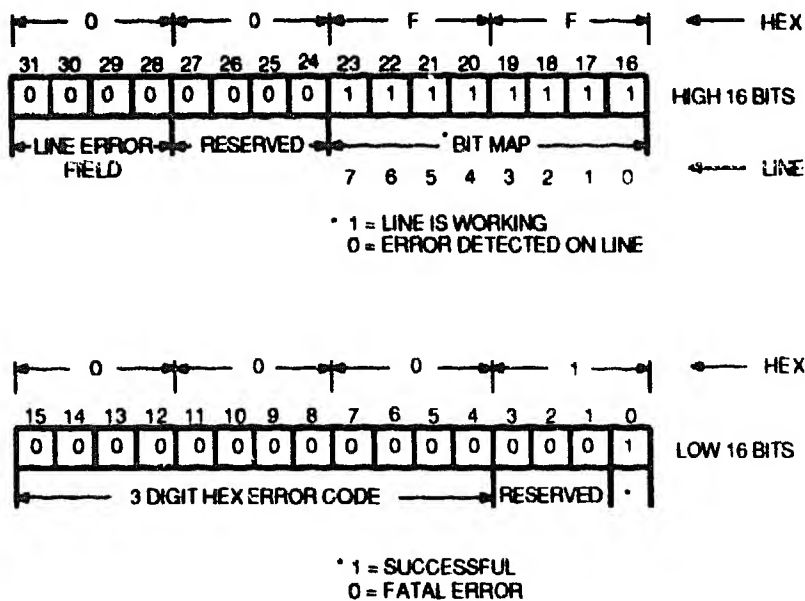 0 0 F F HEX
31 30 29 28 27 26 25 24 23 22 21 20 19 18 17 16
0 0 0 0 0 0 0 0 1 1 1 1 1 1 1 1 HIGH 16 BITS
LINE ERROR FIELD RESERVED * BIT MAP
7 6 5 4 3 2 1 0 LINE
* 1 = LINE IS WORKING
0 = ERROR DETECTED ON LINE
0 0 0 1 HEX
15 14 13 12 11 10 9 8 7 6 5 4 3 2 1 0
0 0 0 0 0 0 0 0 0 0 0 0 0 0 0 1 LOW 16 BITS
3 DIGIT HEX ERROR CODE RESERVED *
* 1 = SUCCESSFUL
0 = FATAL ERROR